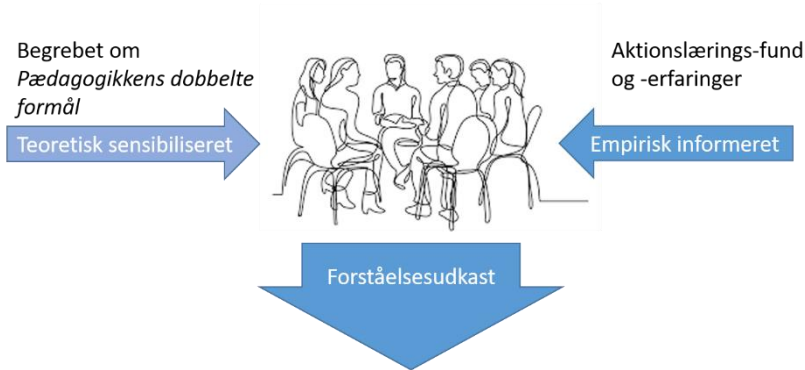 Begrebet om
Pædagogikkens dobbelte
formål
Teoretisk sensibiliseret
Aktionslærings-fund
og -erfaringer
Empirisk informeret
Forståelsesudkast